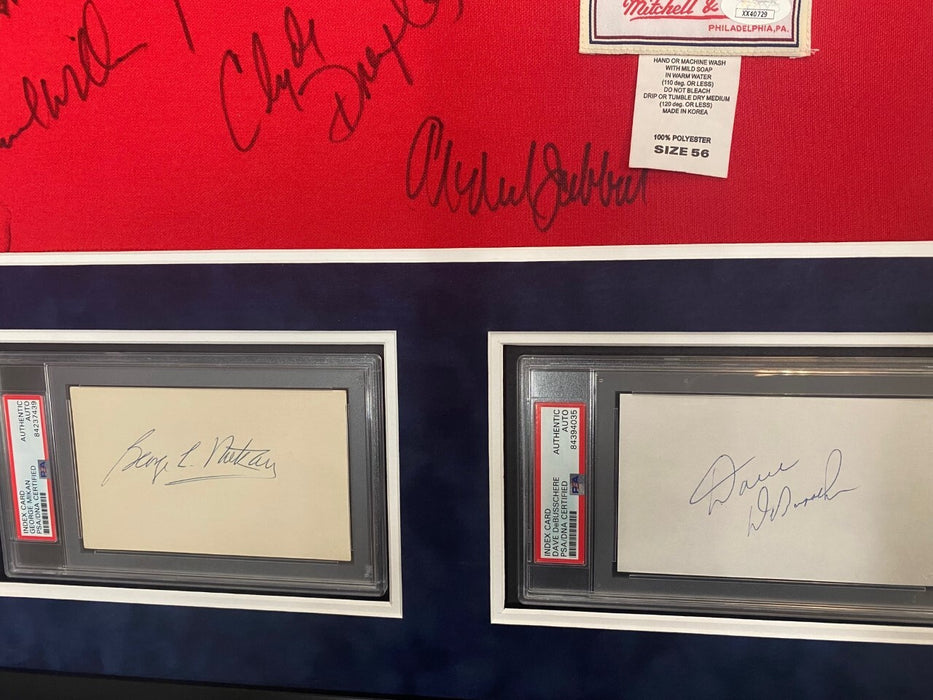 Clyde Drexler
Mitchell &
JSA
XX40729
PHILADELPHIA,PA.
HAND OR MACHINE WASH
WITH MILD SOAP
IN WARM WATER
(110 deg. OR LESS)
DO NOT BLEACH
DRIP OR TUMBLE DRY MEDIUM
(120 deg. OR LESS)
MADE IN KOREA
100% POLYESTER
SIZE 56
INDEX CARD
GEORGE MIKAN
PSA/DNA CERTIFIED
AUTHENTIC
AUTO
84237439
George L. Mikan
INDEX CARD
DAVE DeBUSSCHERE
PSA/DNA CERTIFIED
AUTHENTIC
AUTO
84394035
Dave
DeBusschere